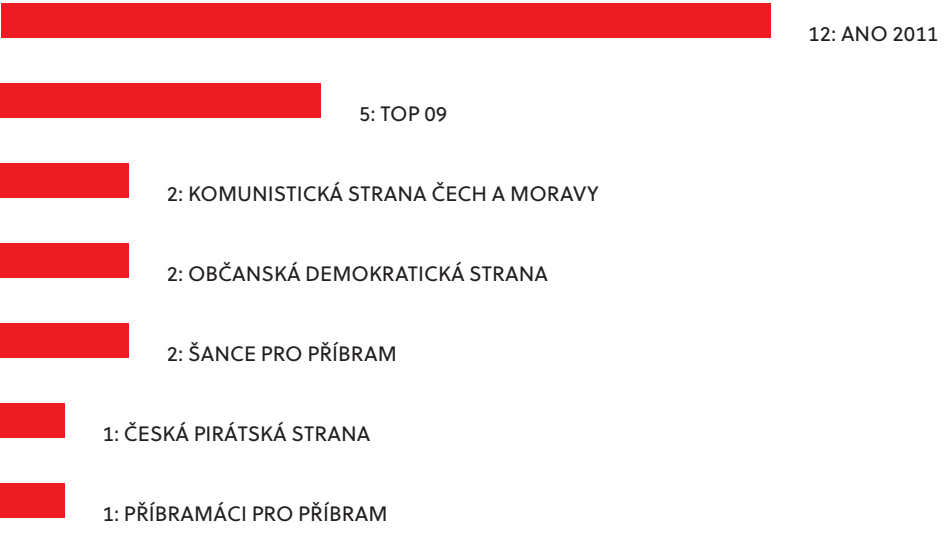 12: ANO 2011
5: TOP 09
2: KOMUNISTICKÁ STRANA ČECH A MORAVY
2: OBČANSKÁ DEMOKRATICKÁ STRANA
2: ŠANCE PRO PŘÍBRAM
1: ČESKÁ PIRÁTSKÁ STRANA
1: PŘÍBRAMÁCI PRO PŘÍBRAM